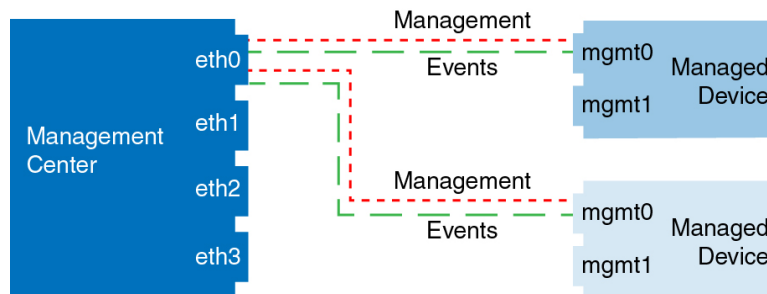 Management
Center
eth0
eth1
eth2
eth3
Management
Events
mgmt0
mgmt1
Managed
Device
Management
Events
mgmt0
mgmt1
Managed
Device